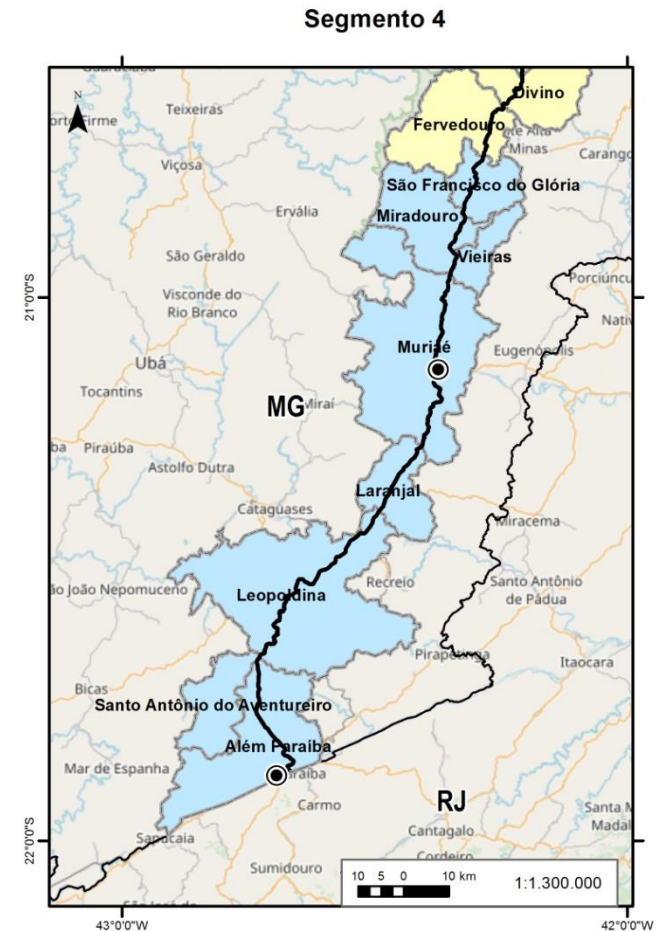 Segmento 4
N
Teixeiras
Viçosa
Divino
Fervedouro
Minas
São Francisco do Glória
Ervália
Miradouro
São Geraldo
Vieiras
Visconde do
Rio Branco
21°0'0"S
Muriaé
Eugenópolis
Ubá
Tocantins
MG
Miraí
Piraúba
Astolfo Dutra
Laranjal
Cataguases
Miracema
Recreio
Santo Antônio
de Pádua
Leopoldina
Pirapetinga
Itaocara
Bicas
Santo Antônio do Aventureiro
Além Paraíba
Mar de Espanha
Carmo
RJ
Santa M
Madal
Cantagalo
Sapucaia
22°0'0"S
Cordeiro
Sumidouro
10 5 0 10 km
1:1.300.000
43°0'0"W
42°0'0"W